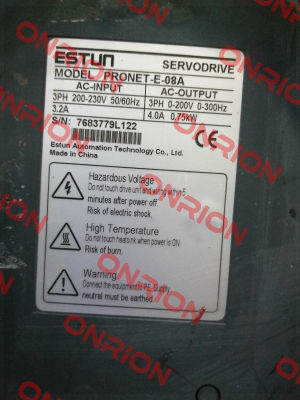 ESTUN
SERVODRIVE
MODEL PRONET-E-08A
AC-INPUT AC-OUTPUT
3PH 200-230V 50/60Hz 3PH 0-200V 0-300Hz
3.2A 4.0A 0.75kW
S/N: 7683779L122
Estun Automation Technology Co., Ltd.
Made in China
CE
Hazardous Voltage
Do not touch drive unit and wiring within 5
minutes after power off.
Risk of electric shock.
High Temperature
Do not touch heatsink when power is ON.
Risk of burn.
Warning
Connect the equipment to PE. Supply
neutral must be earthed.
ONRION
ONRION
ONRION
ONRION
ONRION
ONRION
ONRION
ONRION